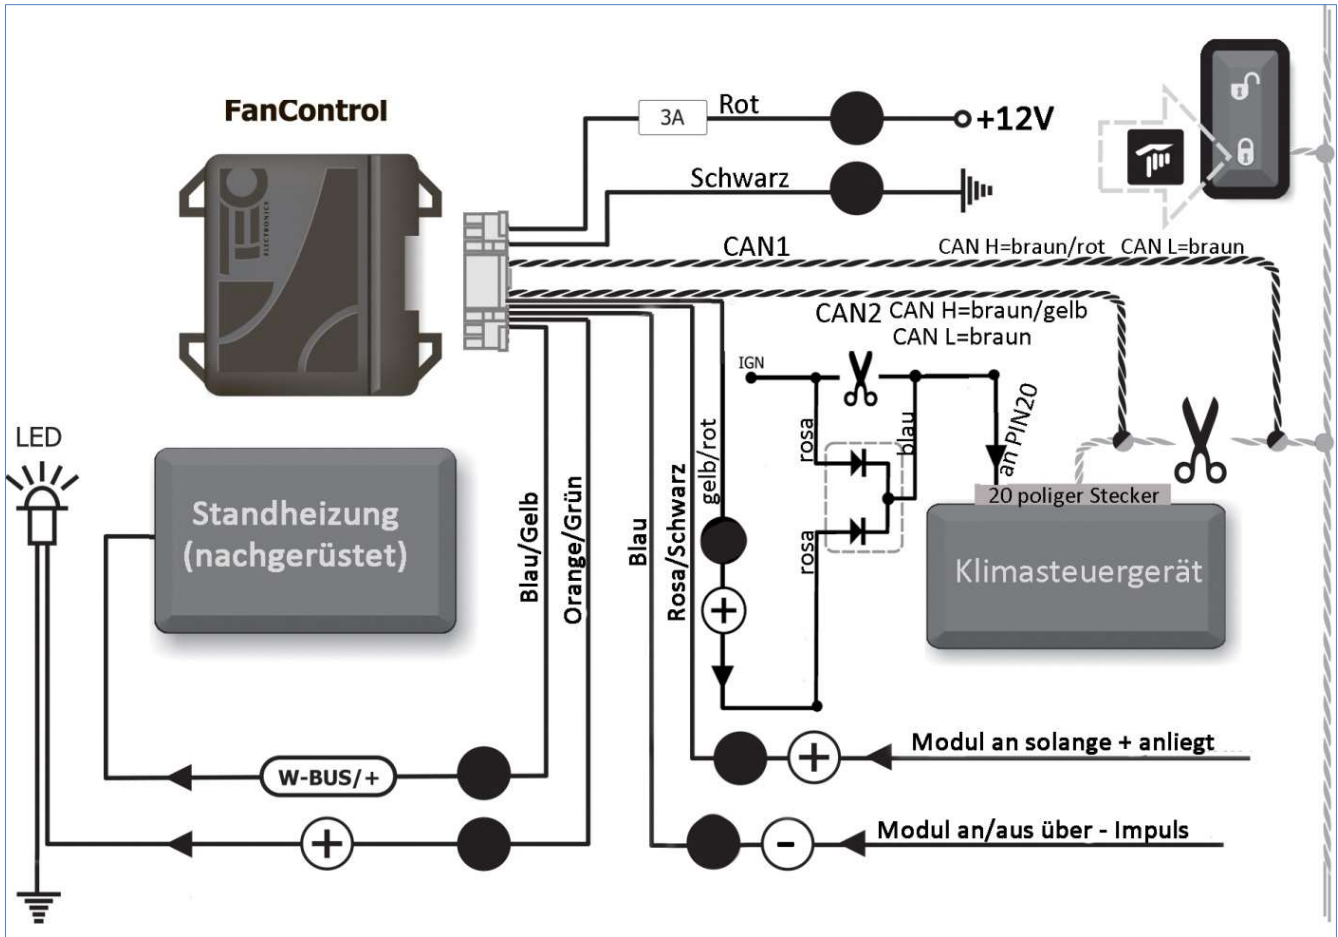 FanControl
3A
Rot
+12V
Schwarz
ELECTRONICS
CAN1
CAN H=braun/rot CAN L=braun
CAN2 CAN H=braun/gelb
CAN L=braun
IGN
rosa
blau
an PIN20
gelb/rot
rosa
20 poliger Stecker
Klimasteuergerät
LED
Standheizung
(nachgerüstet)
Blau/Gelb
Orange/Grün
Blau
Rosa/Schwarz
+
W-BUS/+
+
Modul an solange + anliegt
+
-
Modul an/aus über - Impuls